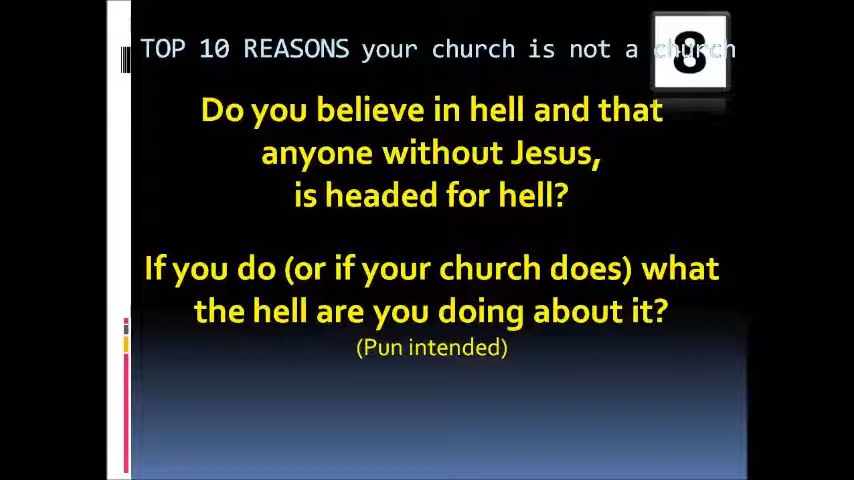 TOP 10 REASONS your church is not a church
8
Do you believe in hell and that
anyone without Jesus,
is headed for hell?
If you do (or if your church does) what
the hell are you doing about it?
(Pun intended)